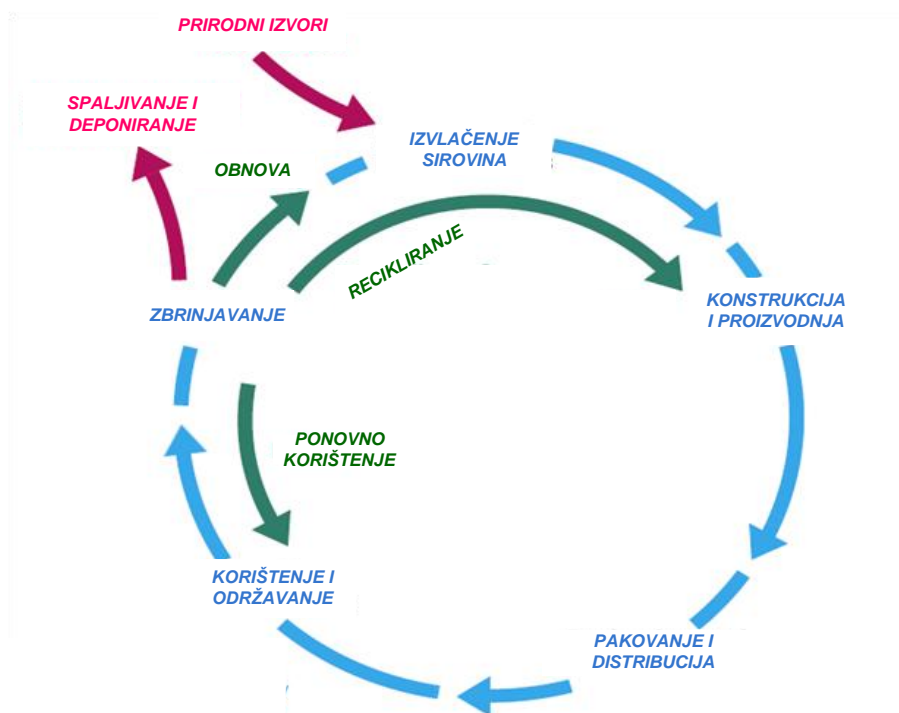 PRIRODNI IZVORI
SPALJIVANJE I
DEPONIRANJE
IZVLAČENJE
SIROVINA
OBNOVA
RECIKLIRANJE
ZBRINJAVANJE
KONSTRUKCIJA
I PROIZVODNJA
PONOVNO
KORIŠTENJE
KORIŠTENJE I
ODRŽAVANJE
PAKOVANJE I
DISTRIBUCIJA